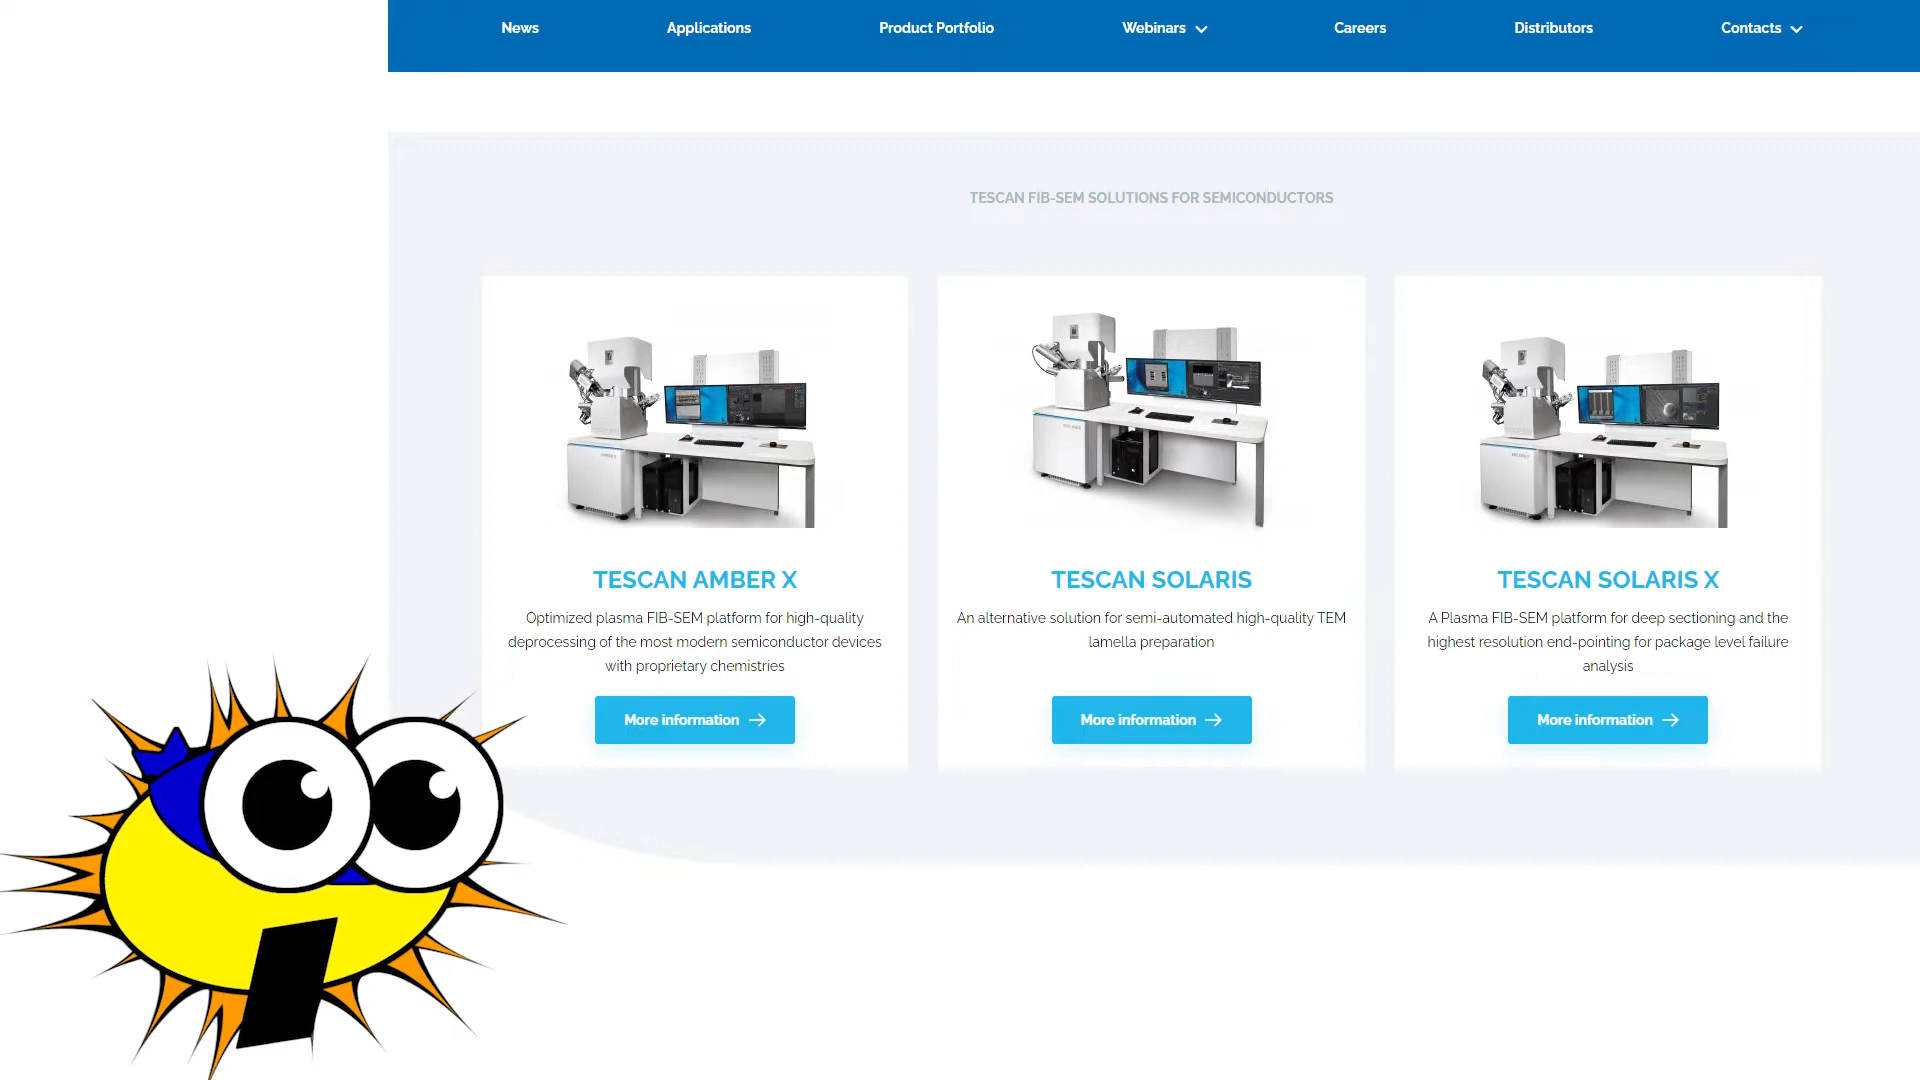 News Applications Product Portfolio Webinars Careers Distributors Contacts
TESCAN FIB-SEM SOLUTIONS FOR SEMICONDUCTORS
TESCAN AMBER X
Optimized plasma FIB-SEM platform for high-quality
deprocessing of the most modern semiconductor devices
with proprietary chemistries
More information
TESCAN SOLARIS
An alternative solution for semi-automated high-quality TEM
lamella preparation
More information
TESCAN SOLARIS X
A Plasma FIB-SEM platform for deep sectioning and the
highest resolution end-pointing for package level failure
analysis
More information